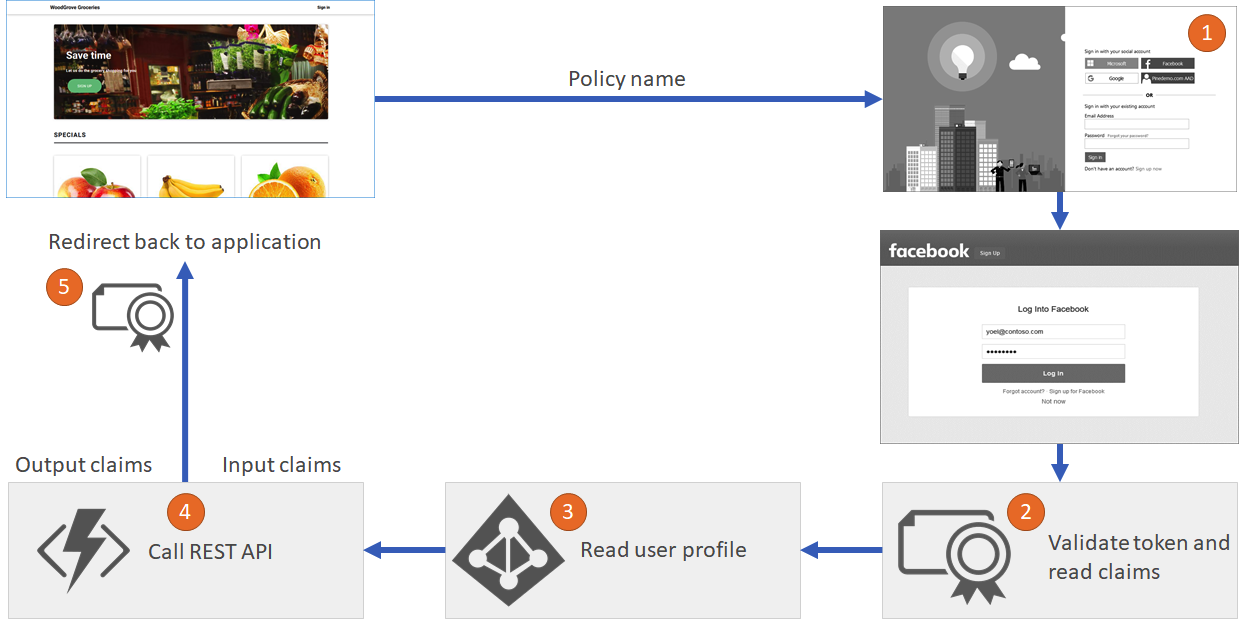 WoodGrove Groceries
Sign in
Save time
Let us do the grocery shopping for you
SIGN UP
SPECIALS
Policy name
1
Sign in with your social account
Microsoft
Facebook
Google
Pinedemo.com AAD
OR
Sign in with your existing account
Email Address
Password Forgot your password?
Sign in
Don't have an account? Sign up now
facebook Sign Up
Log Into Facebook
yoel@contoso.com
••••••••
Log In
Forgot account? · Sign up for Facebook
Not now
Redirect back to application
5
Output claims
Input claims
4
Call REST API
3
Read user profile
2
Validate token and
read claims